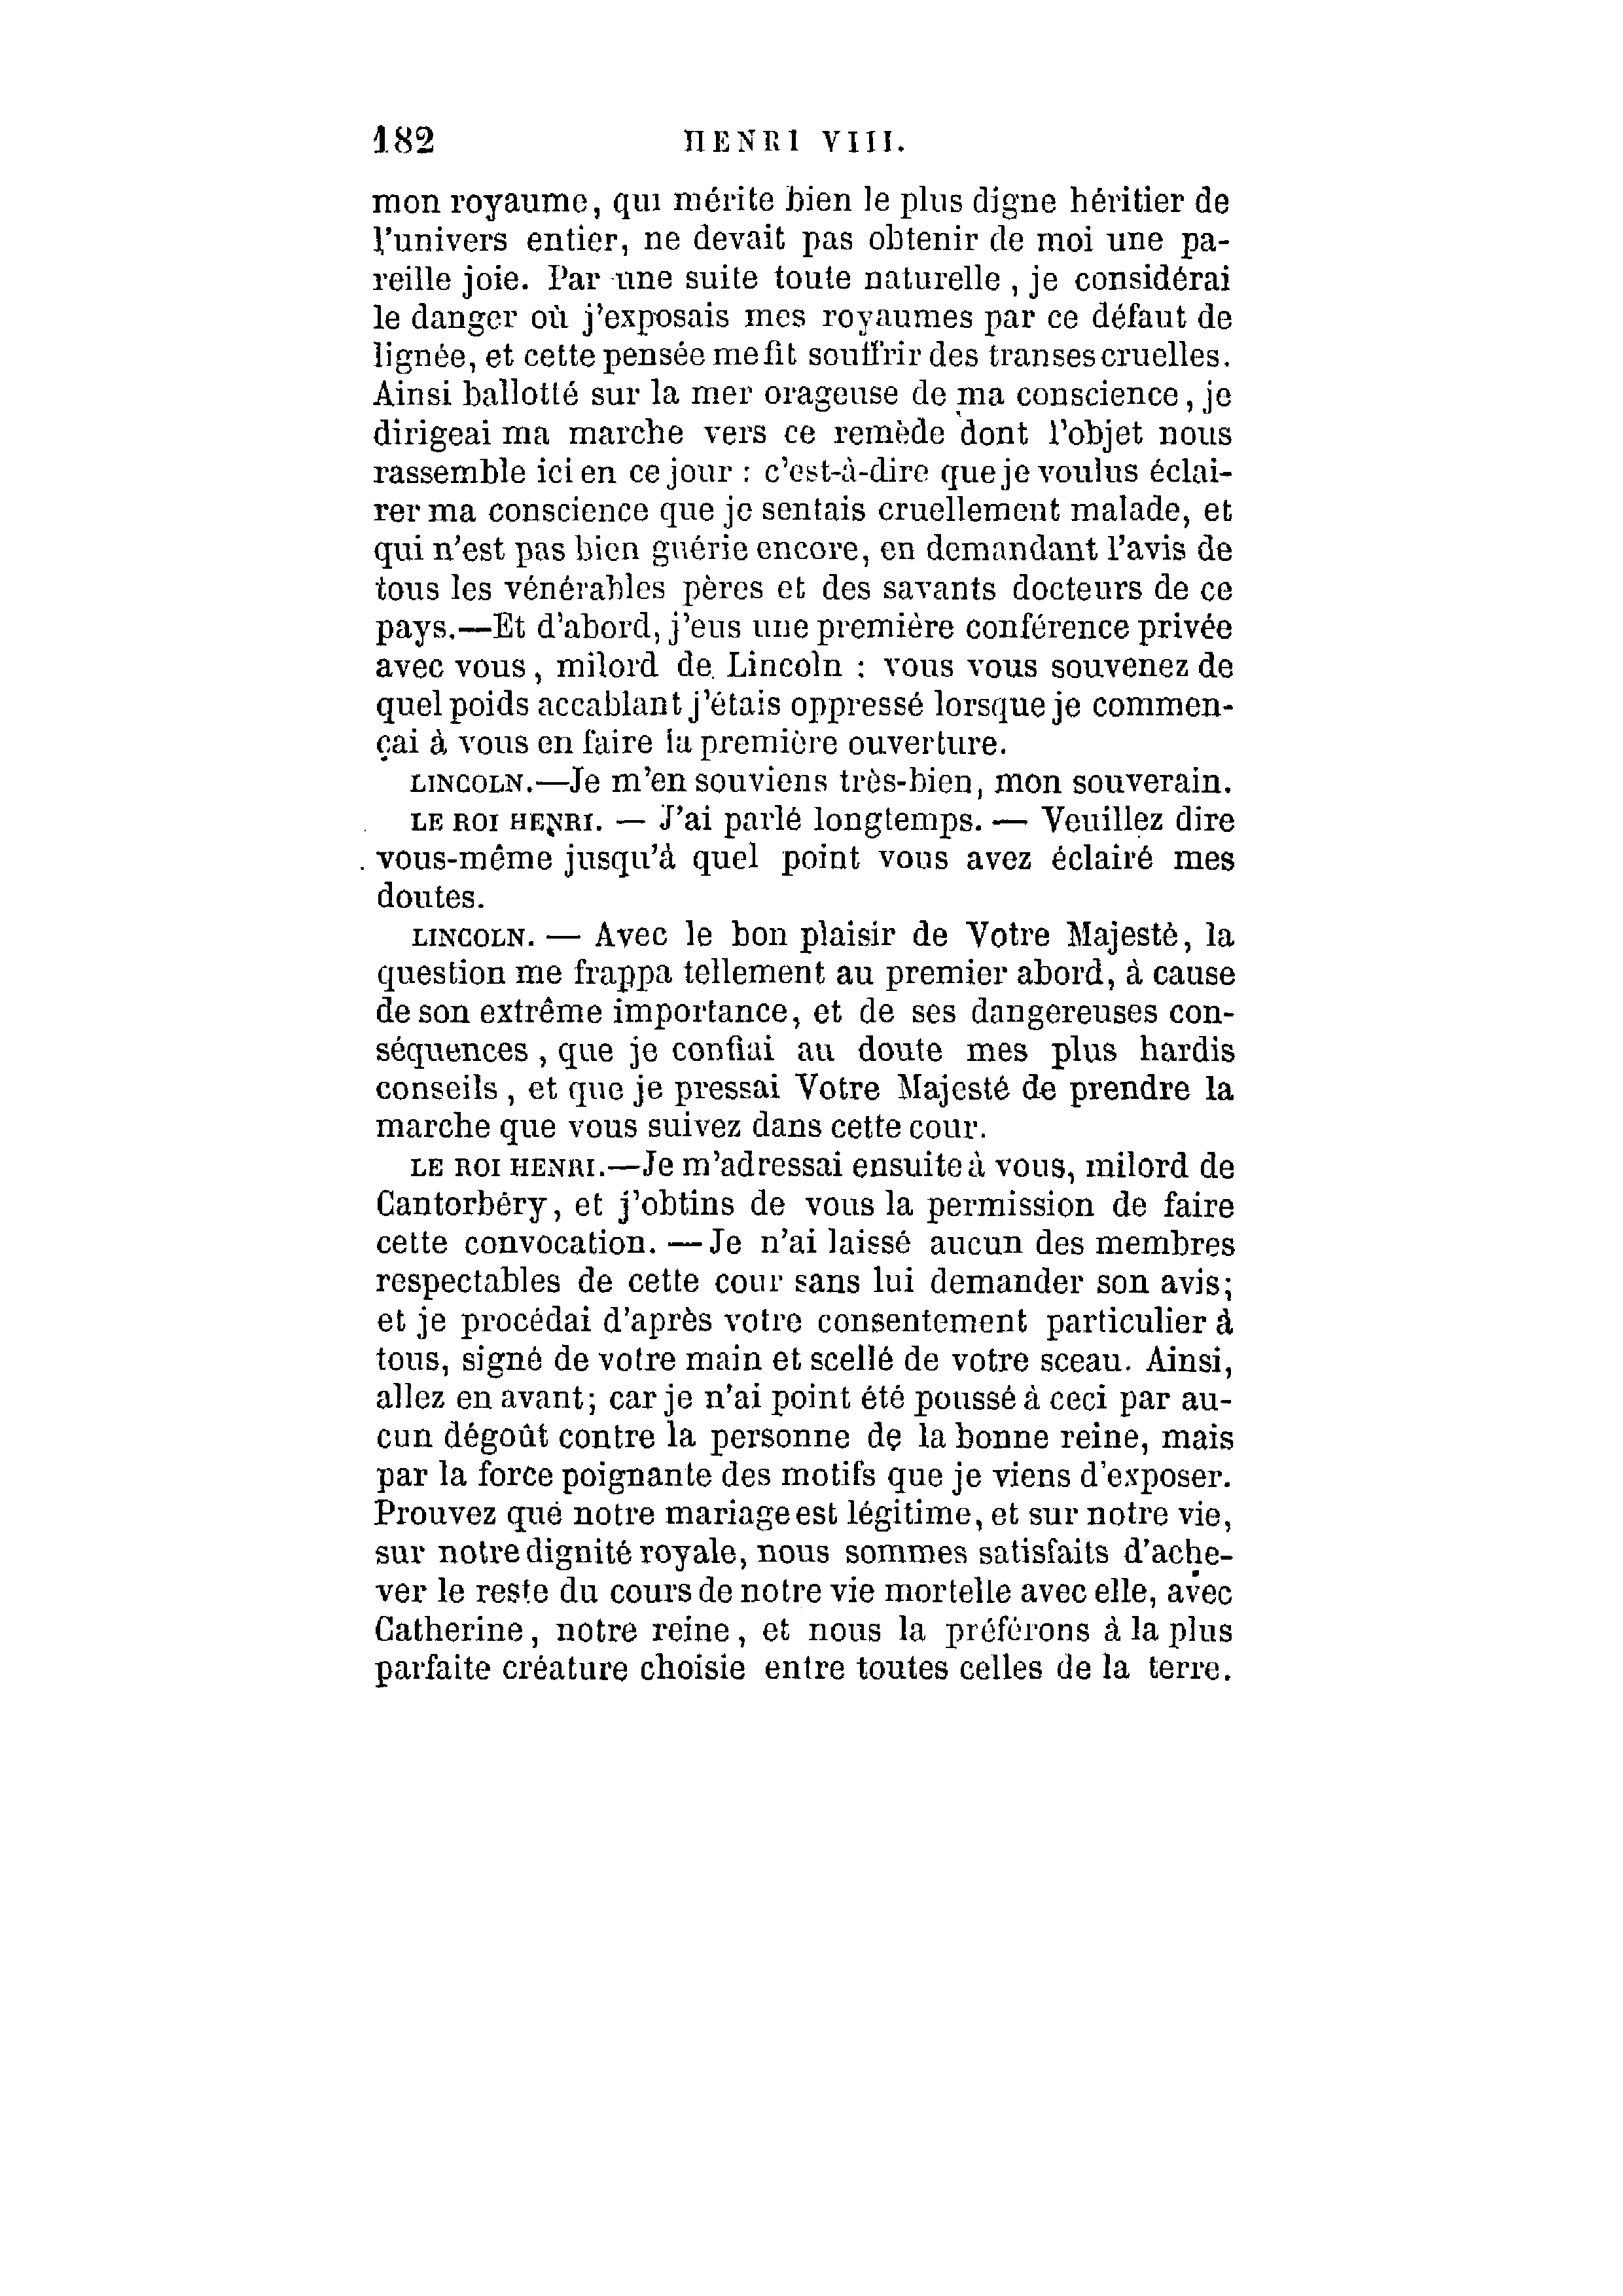 182 HENRI VIII.
mon royaume, qui mérite bien le plus digne héritier de
l'univers entier, ne devait pas obtenir de moi une pa-
reille joie. Par une suite toute naturelle, je considérai
le danger où j'exposais mes royaumes par ce défaut de
lignée, et cette pensée me fit souffrir des transes cruelles.
Ainsi ballotté sur la mer orageuse de ma conscience, je
dirigeai ma marche vers ce remède dont l'objet nous
rassemble ici en ce jour : c'est-à-dire que je voulus éclai-
rer ma conscience que je sentais cruellement malade, et
qui n'est pas bien guérie encore, en demandant l'avis de
tous les vénérables pères et des savants docteurs de ce
pays.—Et d'abord, j'eus une première conférence privée
avec vous, milord de Lincoln : vous vous souvenez de
quel poids accablant j'étais oppressé lorsque je commen-
çai à vous en faire la première ouverture.
LINCOLN.—Je m'en souviens très-bien, mon souverain.
LE ROI HENRI. — J'ai parlé longtemps. — Veuillez dire
vous-même jusqu'à quel point vous avez éclairé mes
doutes.
LINCOLN. — Avec le bon plaisir de Votre Majesté, la
question me frappa tellement au premier abord, à cause
de son extrême importance, et de ses dangereuses con-
séquences, que je confiai au doute mes plus hardis
conseils, et que je pressai Votre Majesté de prendre la
marche que vous suivez dans cette cour.
LE ROI HENRI.—Je m'adressai ensuite à vous, milord de
Cantorbéry, et j'obtins de vous la permission de faire
cette convocation. — Je n'ai laissé aucun des membres
respectables de cette cour sans lui demander son avis;
et je procédai d'après votre consentement particulier à
tous, signé de votre main et scellé de votre sceau. Ainsi,
allez en avant; car je n'ai point été poussé à ceci par au-
cun dégoût contre la personne de la bonne reine, mais
par la force poignante des motifs que je viens d'exposer.
Prouvez que notre mariage est légitime, et sur notre vie,
sur notre dignité royale, nous sommes satisfaits d'ache-
ver le reste du cours de notre vie mortelle avec elle, avec
Catherine, notre reine, et nous la préférons à la plus
parfaite créature choisie entre toutes celles de la terre.